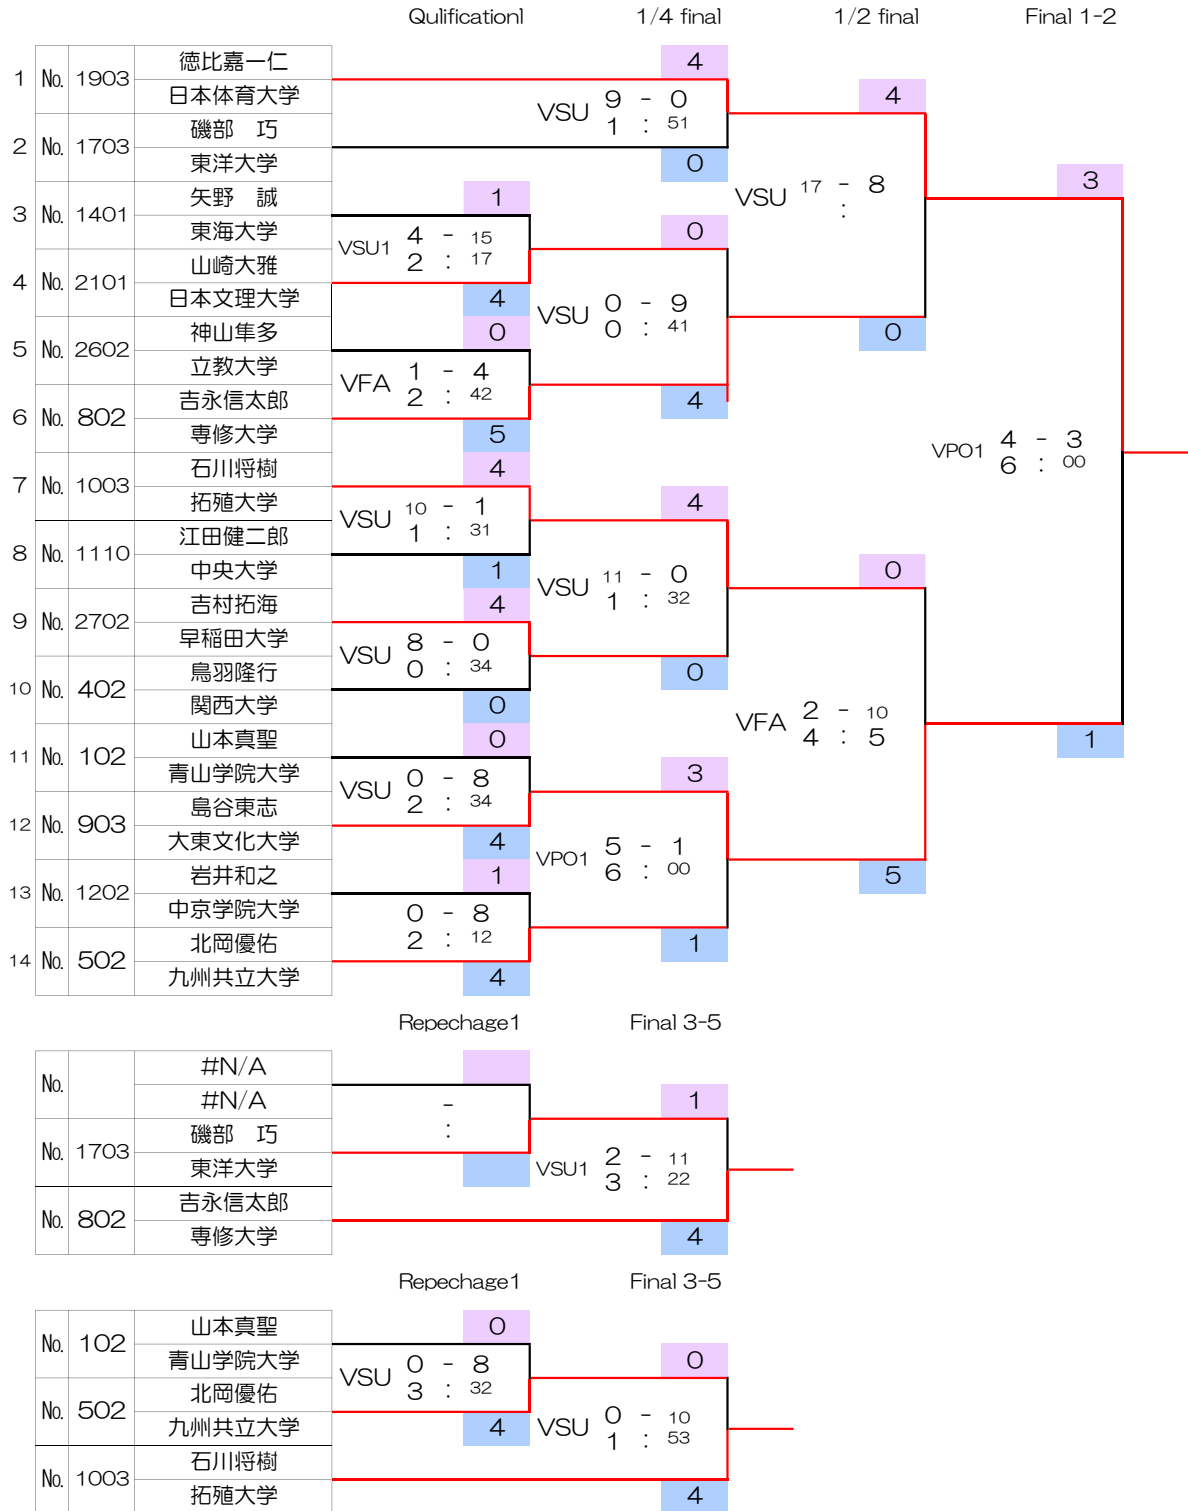 Qulification1 1/4 final 1/2 final Final 1-2
徳比嘉一仁 4
1 No. 1903
日本体育大学 VSU 9 - 0 4
1 : 51
磯部 巧
2 No. 1703
東洋大学 0
VSU 17 - 8 3
:
矢野 誠 1
3 No. 1401
東海大学 0
VSU1 4 - 15
2 : 17
山崎大雅
4 No. 2101
日本文理大学 4
VSU 0 - 9
0 : 41
神山隼多 0 0
5 No. 2602
立教大学
VFA 1 - 4
2 : 42
吉永信太郎 4
6 No. 802
専修大学 5
VPO1 4 - 3
6 : 00
石川将樹 4
7 No. 1003
拓殖大学 4
VSU 10 - 1
1 : 31
江田健二郎
8 No. 1110
中央大学 1
VSU 11 - 0 0
1 : 32
吉村拓海 4
9 No. 2702
早稲田大学
VSU 8 - 0
0 : 34
鳥羽隆行 0
10 No. 402
関西大学 0
VFA 2 - 10
4 : 5
山本真聖 0 1
11 No. 102
青山学院大学 3
VSU 0 - 8
2 : 34
島谷東志
12 No. 903
大東文化大学 4
VPO1 5 - 1
6 : 00
岩井和之 1 5
13 No. 1202
中京学院大学
0 - 8
2 : 12
北岡優佑 1
14 No. 502
九州共立大学 4
Repechage1 Final 3-5
#N/A
No.
#N/A 1
-
:
磯部 巧
No. 1703
東洋大学
VSU1 2 - 11
3 : 22
吉永信太郎
No. 802
専修大学 4
Repechage1 Final 3-5
山本真聖 0
No. 102
青山学院大学 0
VSU 0 - 8
3 : 32
北岡優佑
No. 502
九州共立大学 4
VSU 0 - 10
1 : 53
石川将樹
No. 1003
拓殖大学 4